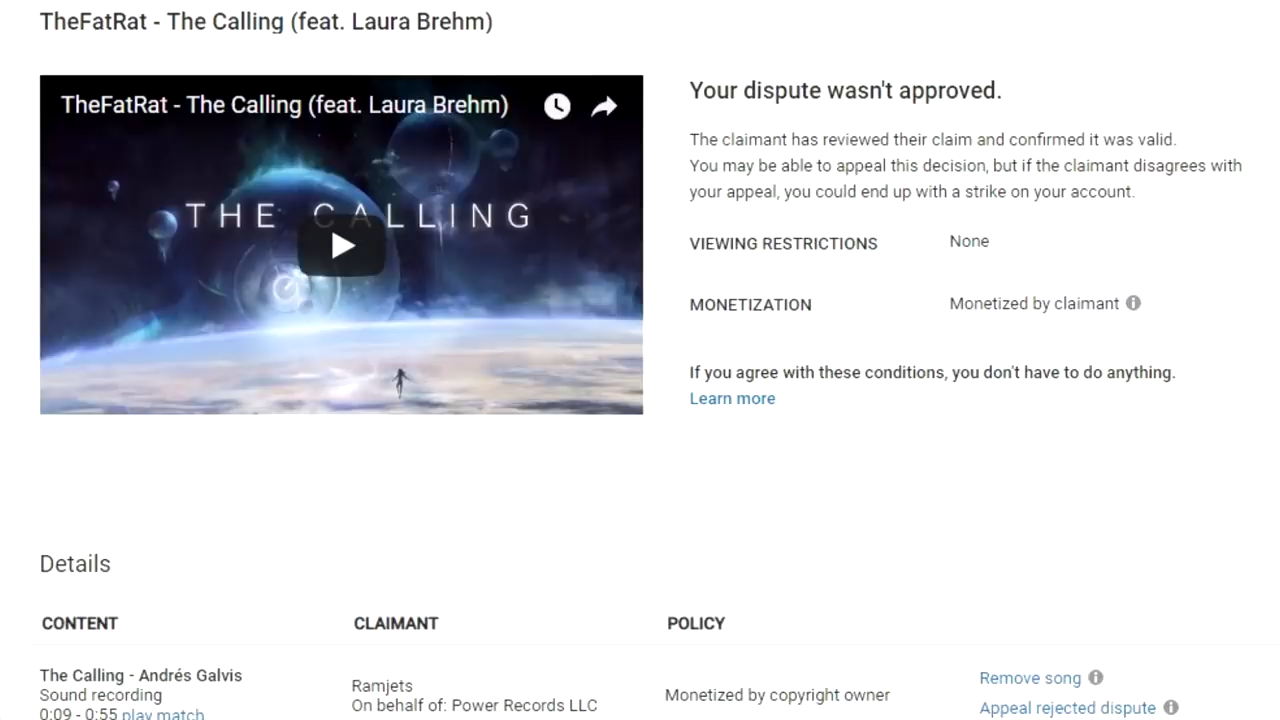 TheFatRat - The Calling (feat. Laura Brehm)
TheFatRat - The Calling (feat. Laura Brehm)
THE CALLING
Your dispute wasn't approved.
The claimant has reviewed their claim and confirmed it was valid.
You may be able to appeal this decision, but if the claimant disagrees with
your appeal, you could end up with a strike on your account.
VIEWING RESTRICTIONS None
MONETIZATION Monetized by claimant
If you agree with these conditions, you don't have to do anything.
Learn more
Details
CONTENT CLAIMANT POLICY
The Calling - Andrés Galvis
Sound recording
0:09 - 0:55 play match
Ramjets
On behalf of: Power Records LLC
Monetized by copyright owner
Remove song
Appeal rejected dispute